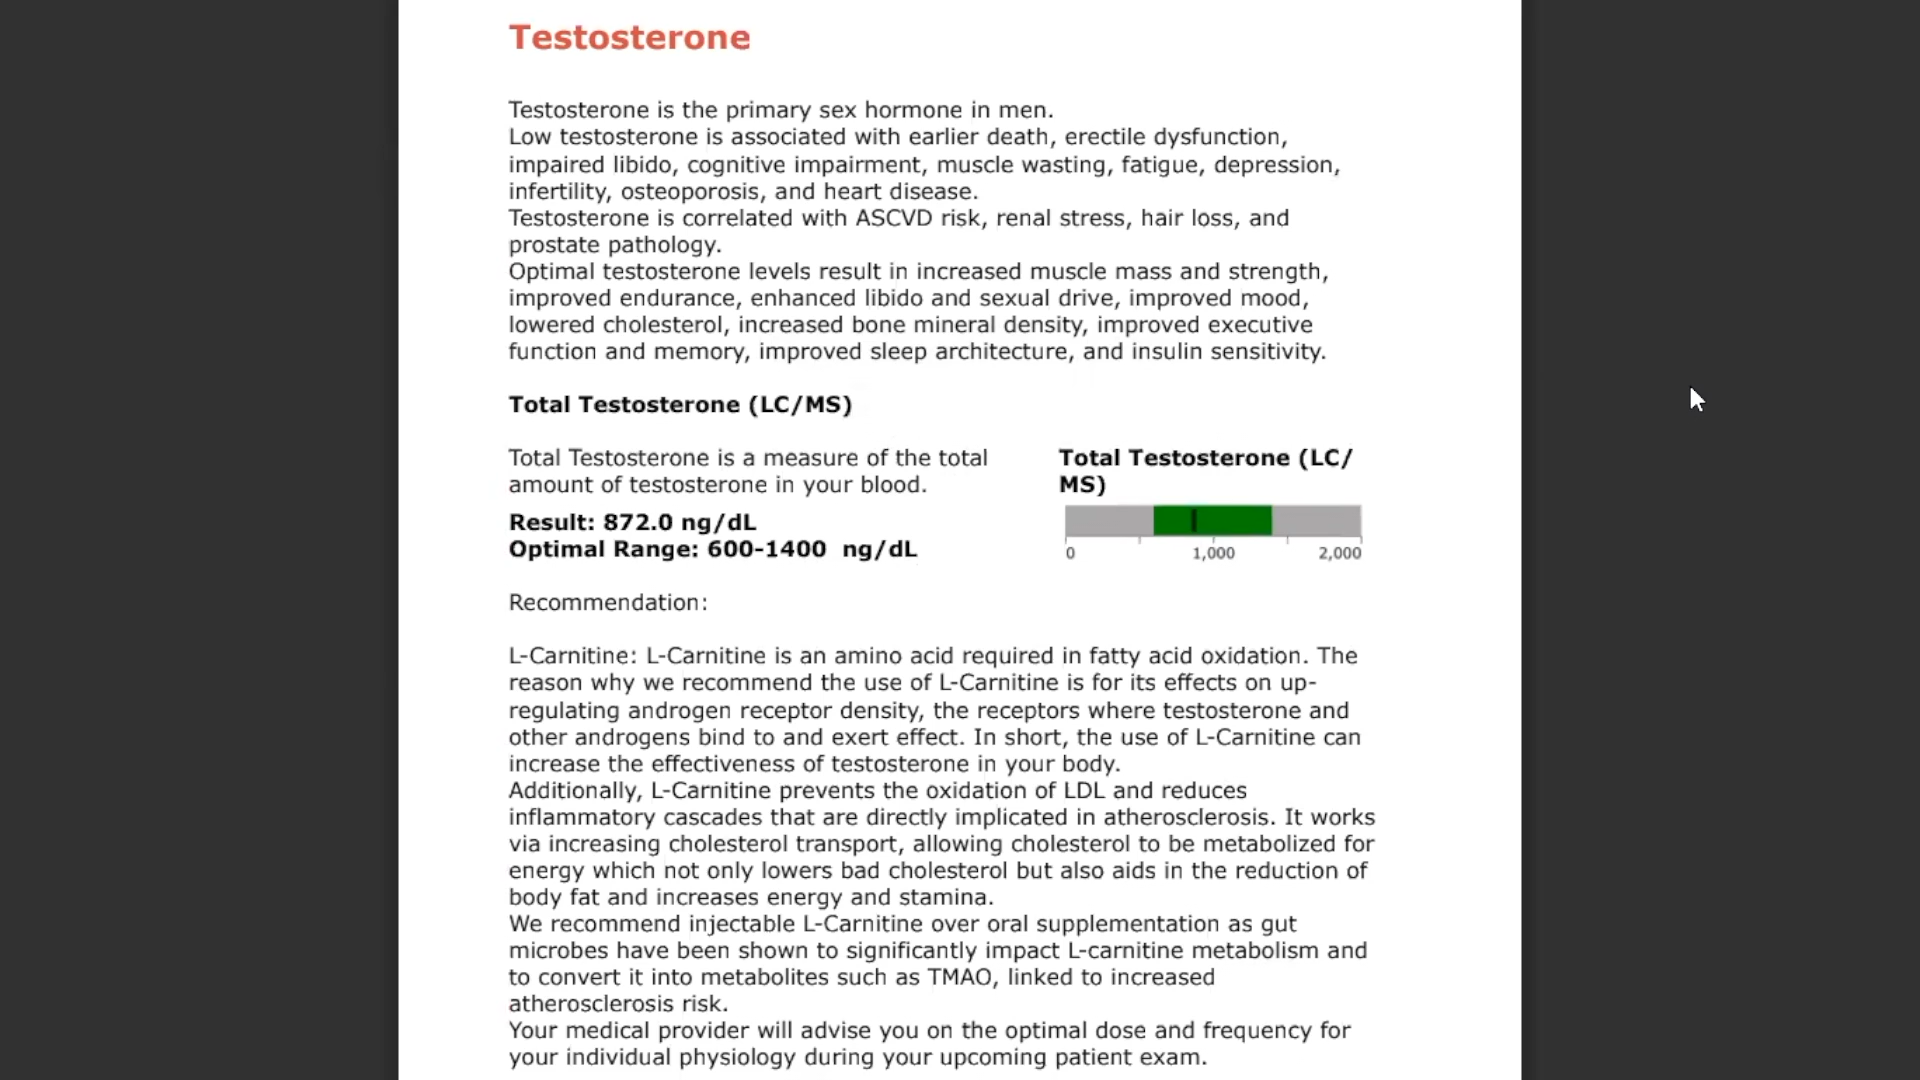 Testosterone
Testosterone is the primary sex hormone in men.
Low testosterone is associated with earlier death, erectile dysfunction,
impaired libido, cognitive impairment, muscle wasting, fatigue, depression,
infertility, osteoporosis, and heart disease.
Testosterone is correlated with ASCVD risk, renal stress, hair loss, and
prostate pathology.
Optimal testosterone levels result in increased muscle mass and strength,
improved endurance, enhanced libido and sexual drive, improved mood,
lowered cholesterol, increased bone mineral density, improved executive
function and memory, improved sleep architecture, and insulin sensitivity.
Total Testosterone (LC/MS)
Total Testosterone is a measure of the total
amount of testosterone in your blood.
Result: 872.0 ng/dL
Optimal Range: 600-1400 ng/dL
Total Testosterone (LC/
MS)
0 1,000 2,000
Recommendation:
L-Carnitine: L-Carnitine is an amino acid required in fatty acid oxidation. The
reason why we recommend the use of L-Carnitine is for its effects on up-
regulating androgen receptor density, the receptors where testosterone and
other androgens bind to and exert effect. In short, the use of L-Carnitine can
increase the effectiveness of testosterone in your body.
Additionally, L-Carnitine prevents the oxidation of LDL and reduces
inflammatory cascades that are directly implicated in atherosclerosis. It works
via increasing cholesterol transport, allowing cholesterol to be metabolized for
energy which not only lowers bad cholesterol but also aids in the reduction of
body fat and increases energy and stamina.
We recommend injectable L-Carnitine over oral supplementation as gut
microbes have been shown to significantly impact L-carnitine metabolism and
to convert it into metabolites such as TMAO, linked to increased
atherosclerosis risk.
Your medical provider will advise you on the optimal dose and frequency for
your individual physiology during your upcoming patient exam.